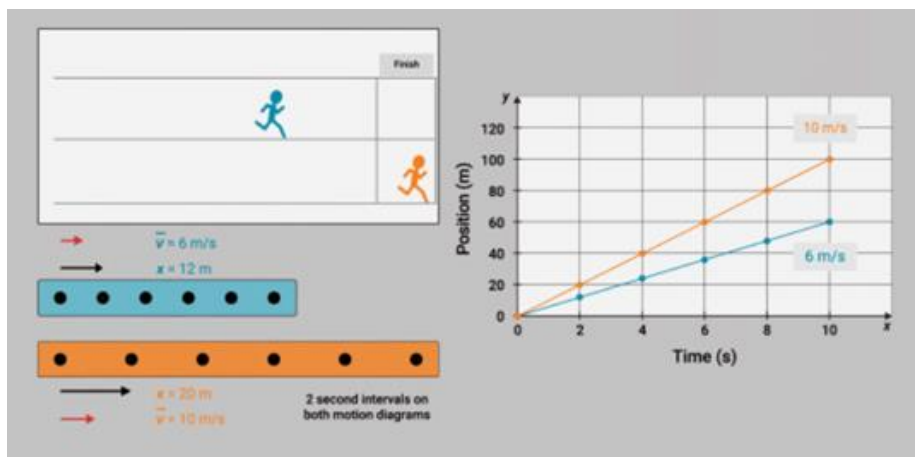 Finish
v̅ = 6 m/s
x = 12 m
x = 20 m
v̅ = 10 m/s
2 second intervals on
both motion diagrams
y
120
100
80
60
40
20
0
Position (m)
10 m/s
6 m/s
0 2 4 6 8 10 x
Time (s)